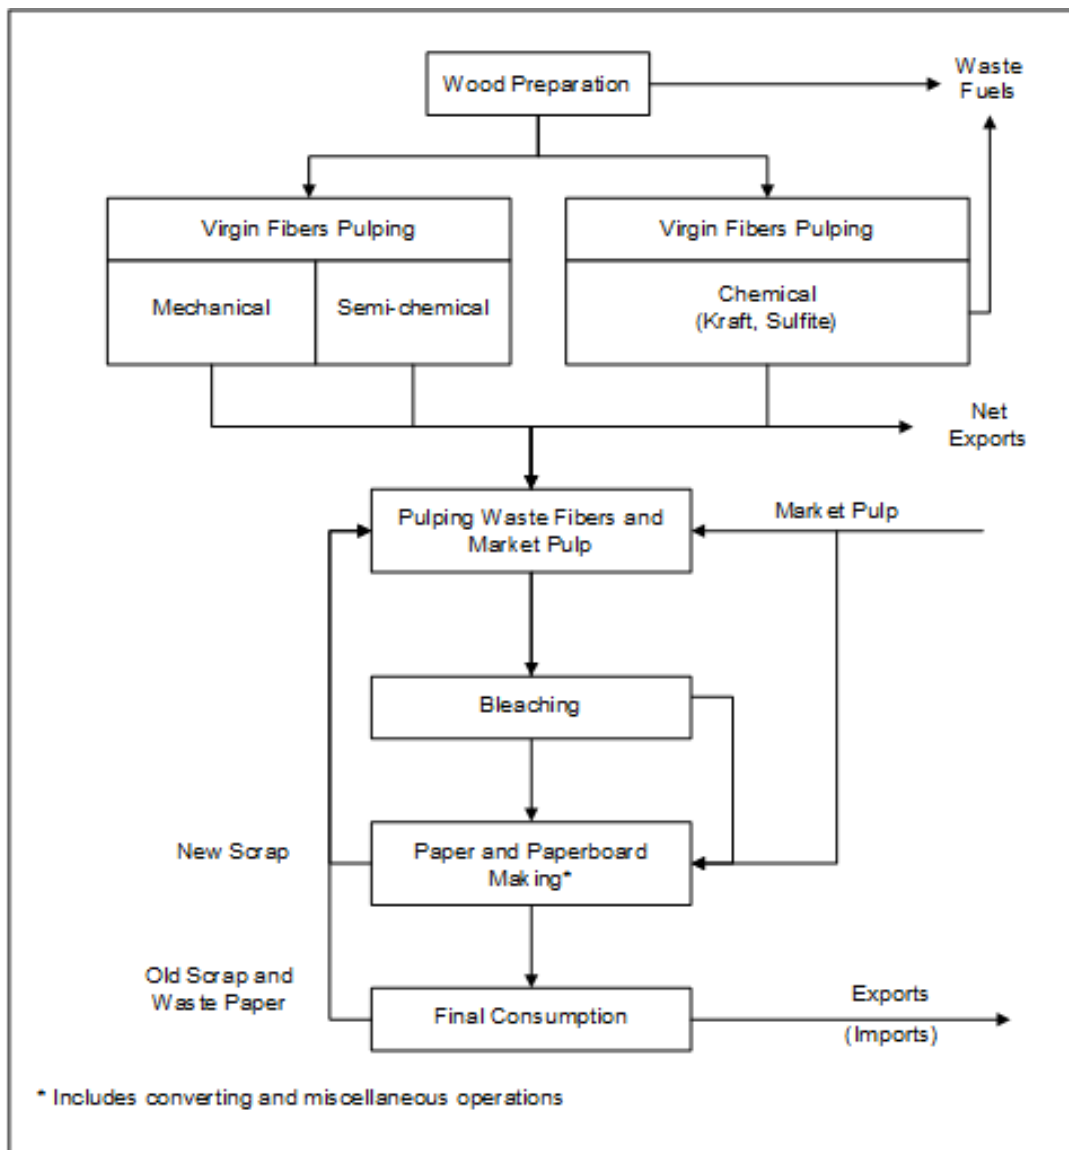 Wood Preparation
Waste
Fuels
Virgin Fibers Pulping
Virgin Fibers Pulping
Mechanical
Semi-chemical
Chemical
(Kraft, Sulfite)
Net
Exports
Pulping Waste Fibers and
Market Pulp
Market Pulp
Bleaching
New Scrap
Paper and Paperboard
Making*
Old Scrap and
Waste Paper
Final Consumption
Exports
(Imports)
* Includes converting and miscellaneous operations